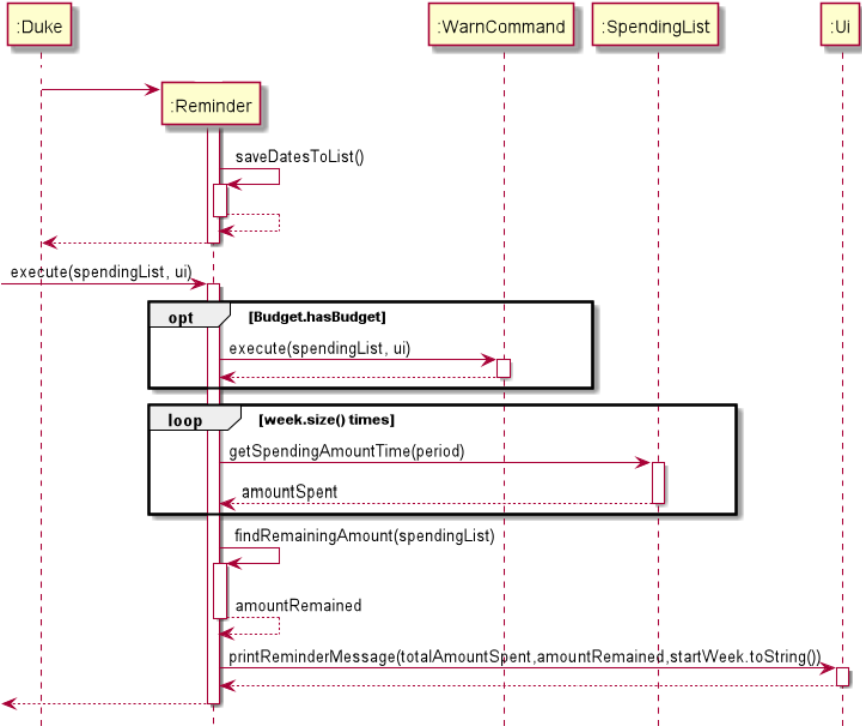 :Duke
:WarnCommand
:SpendingList
:Ui
:Reminder
saveDatesToList()
execute(spendingList, ui)
opt
[Budget.hasBudget]
execute(spendingList, ui)
loop
[week.size() times]
getSpendingAmountTime(period)
amountSpent
findRemainingAmount(spendingList)
amountRemained
printReminderMessage(totalAmountSpent,amountRemained,startWeek.toString())